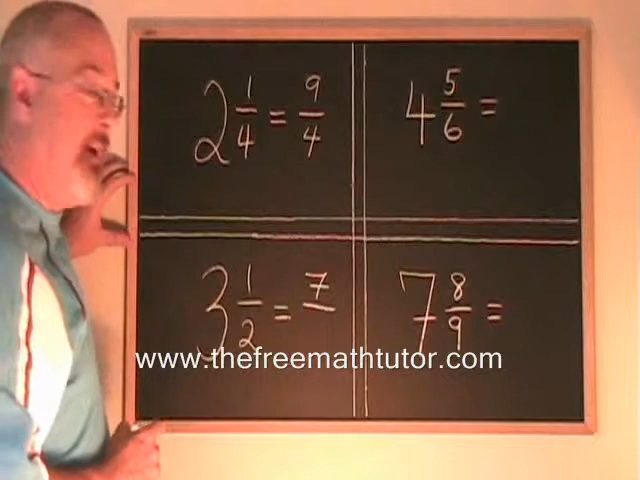 2 1/4 = 9/4
4 5/6 =
3 1/2 = 7/
7 8/9 =
www.thefreemathtutor.com